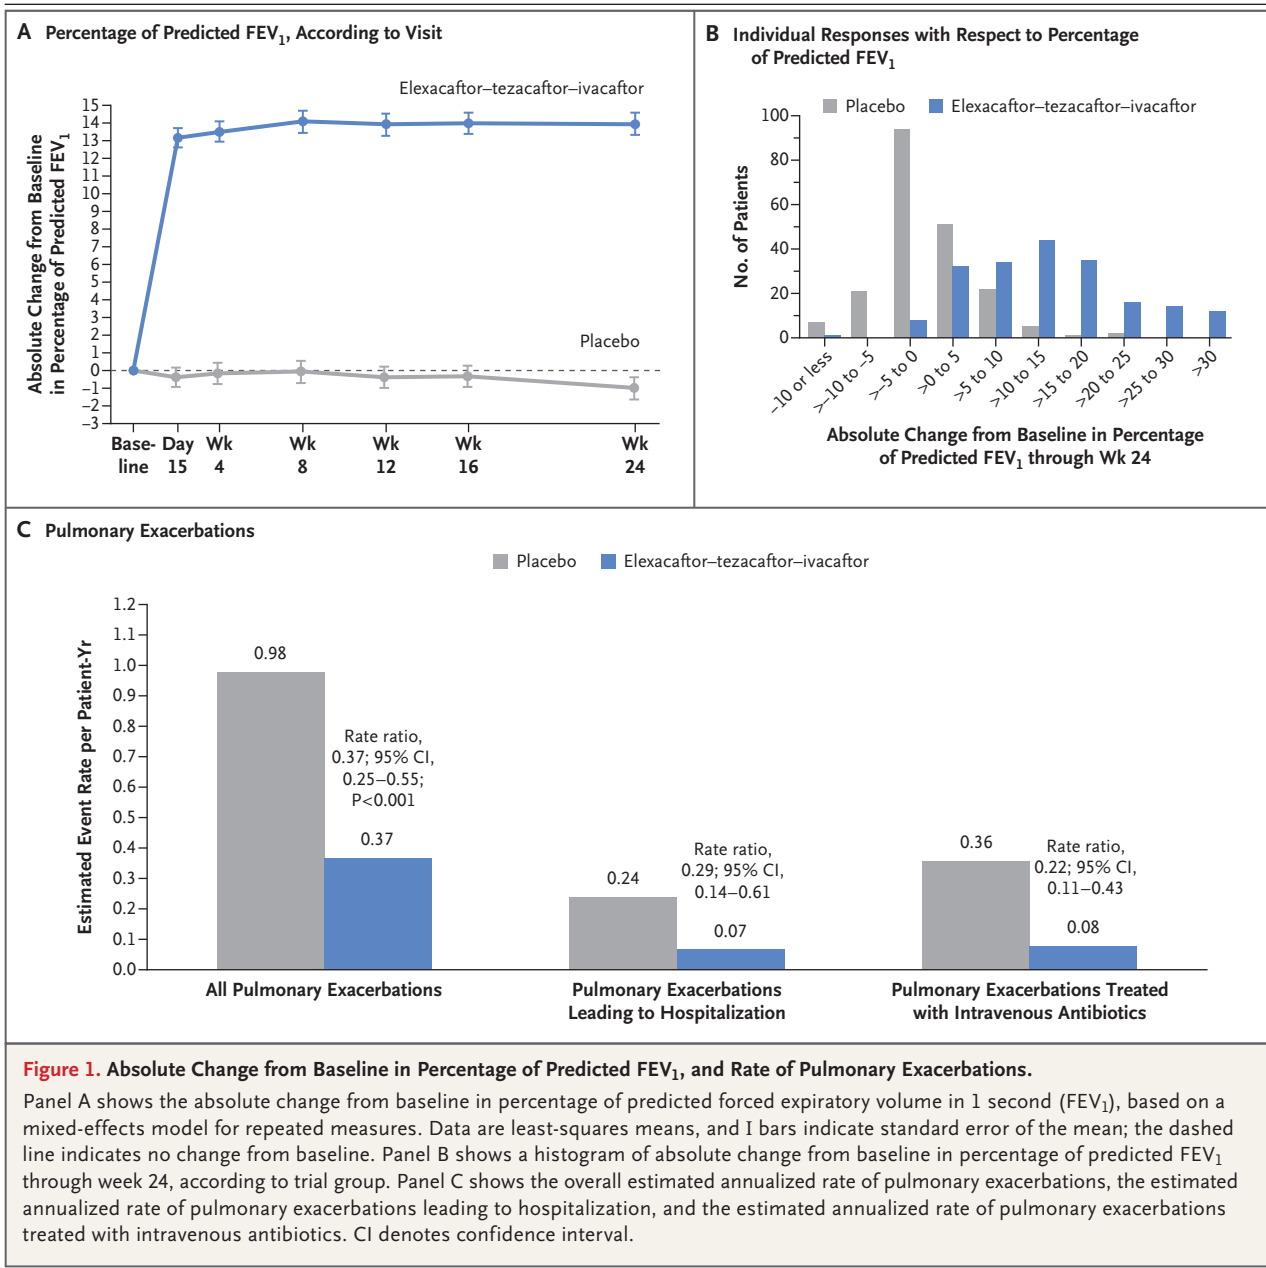 A Percentage of Predicted FEV1, According to Visit
Elexacaftor–tezacaftor–ivacaftor
Absolute Change from Baseline
in Percentage of Predicted FEV1
15
14
13
12
11
10
9
8
7
6
5
4
3
2
1
0
–1
–2
–3
Placebo
Base- Day Wk Wk Wk Wk Wk
line 15 4 8 12 16 24
B Individual Responses with Respect to Percentage
of Predicted FEV1
Placebo Elexacaftor–tezacaftor–ivacaftor
No. of Patients
100
80
60
40
20
0
–10 or less
>–10 to –5
>–5 to 0
>0 to 5
>5 to 10
>10 to 15
>15 to 20
>20 to 25
>25 to 30
>30
Absolute Change from Baseline in Percentage
of Predicted FEV1 through Wk 24
C Pulmonary Exacerbations
Placebo Elexacaftor–tezacaftor–ivacaftor
Estimated Event Rate per Patient-Yr
1.2
1.1
1.0
0.9
0.8
0.7
0.6
0.5
0.4
0.3
0.2
0.1
0.0
0.98
Rate ratio,
0.37; 95% CI,
0.25–0.55;
P<0.001
0.37
0.24
Rate ratio,
0.29; 95% CI,
0.14–0.61
0.07
0.36
Rate ratio,
0.22; 95% CI,
0.11–0.43
0.08
All Pulmonary Exacerbations
Pulmonary Exacerbations
Leading to Hospitalization
Pulmonary Exacerbations Treated
with Intravenous Antibiotics
Figure 1. Absolute Change from Baseline in Percentage of Predicted FEV1, and Rate of Pulmonary Exacerbations.
Panel A shows the absolute change from baseline in percentage of predicted forced expiratory volume in 1 second (FEV1), based on a
mixed-effects model for repeated measures. Data are least-squares means, and I bars indicate standard error of the mean; the dashed
line indicates no change from baseline. Panel B shows a histogram of absolute change from baseline in percentage of predicted FEV1
through week 24, according to trial group. Panel C shows the overall estimated annualized rate of pulmonary exacerbations, the estimated
annualized rate of pulmonary exacerbations leading to hospitalization, and the estimated annualized rate of pulmonary exacerbations
treated with intravenous antibiotics. CI denotes confidence interval.